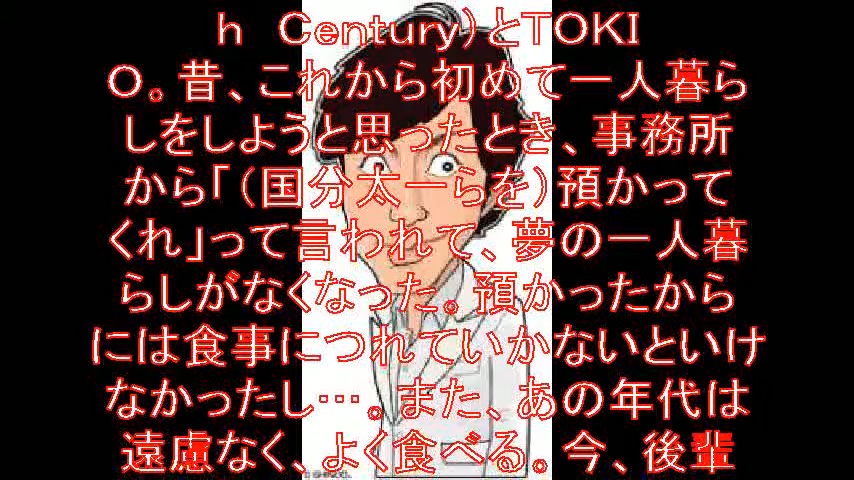 ｈ　Ｃｅｎｔｕｒｙ）とＴＯＫＩ
Ｏ。昔、これから初めて一人暮ら
しをしようと思ったとき、事務所
から「（国分太一らを）預かって
くれ」って言われて、夢の一人暮
らしがなくなった。預かったから
には食事につれていかないといけ
なかったし…。また、あの年代は
遠慮なく、よく食べる。今、後輩